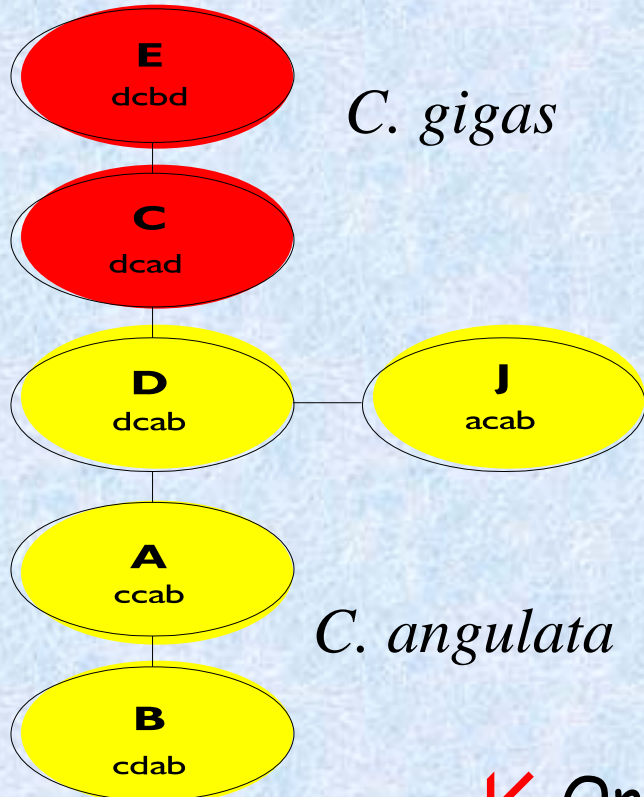 E
dcbd
C. gigas
C
dcad
D
dcab
J
acab
A
ccab
C. angulata
B
cdab